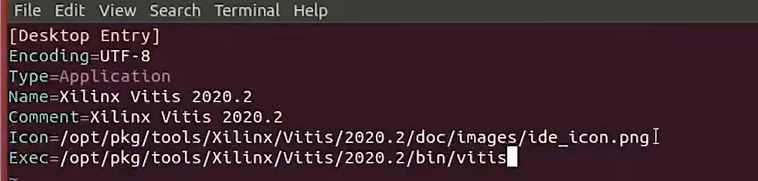 File Edit View Search Terminal Help
[Desktop Entry]
Encoding=UTF-8
Type=Application
Name=Xilinx Vitis 2020.2
Comment=Xilinx Vitis 2020.2
Icon=/opt/pkg/tools/Xilinx/Vitis/2020.2/doc/images/ide_icon.png
Exec=/opt/pkg/tools/Xilinx/Vitis/2020.2/bin/vitis
~